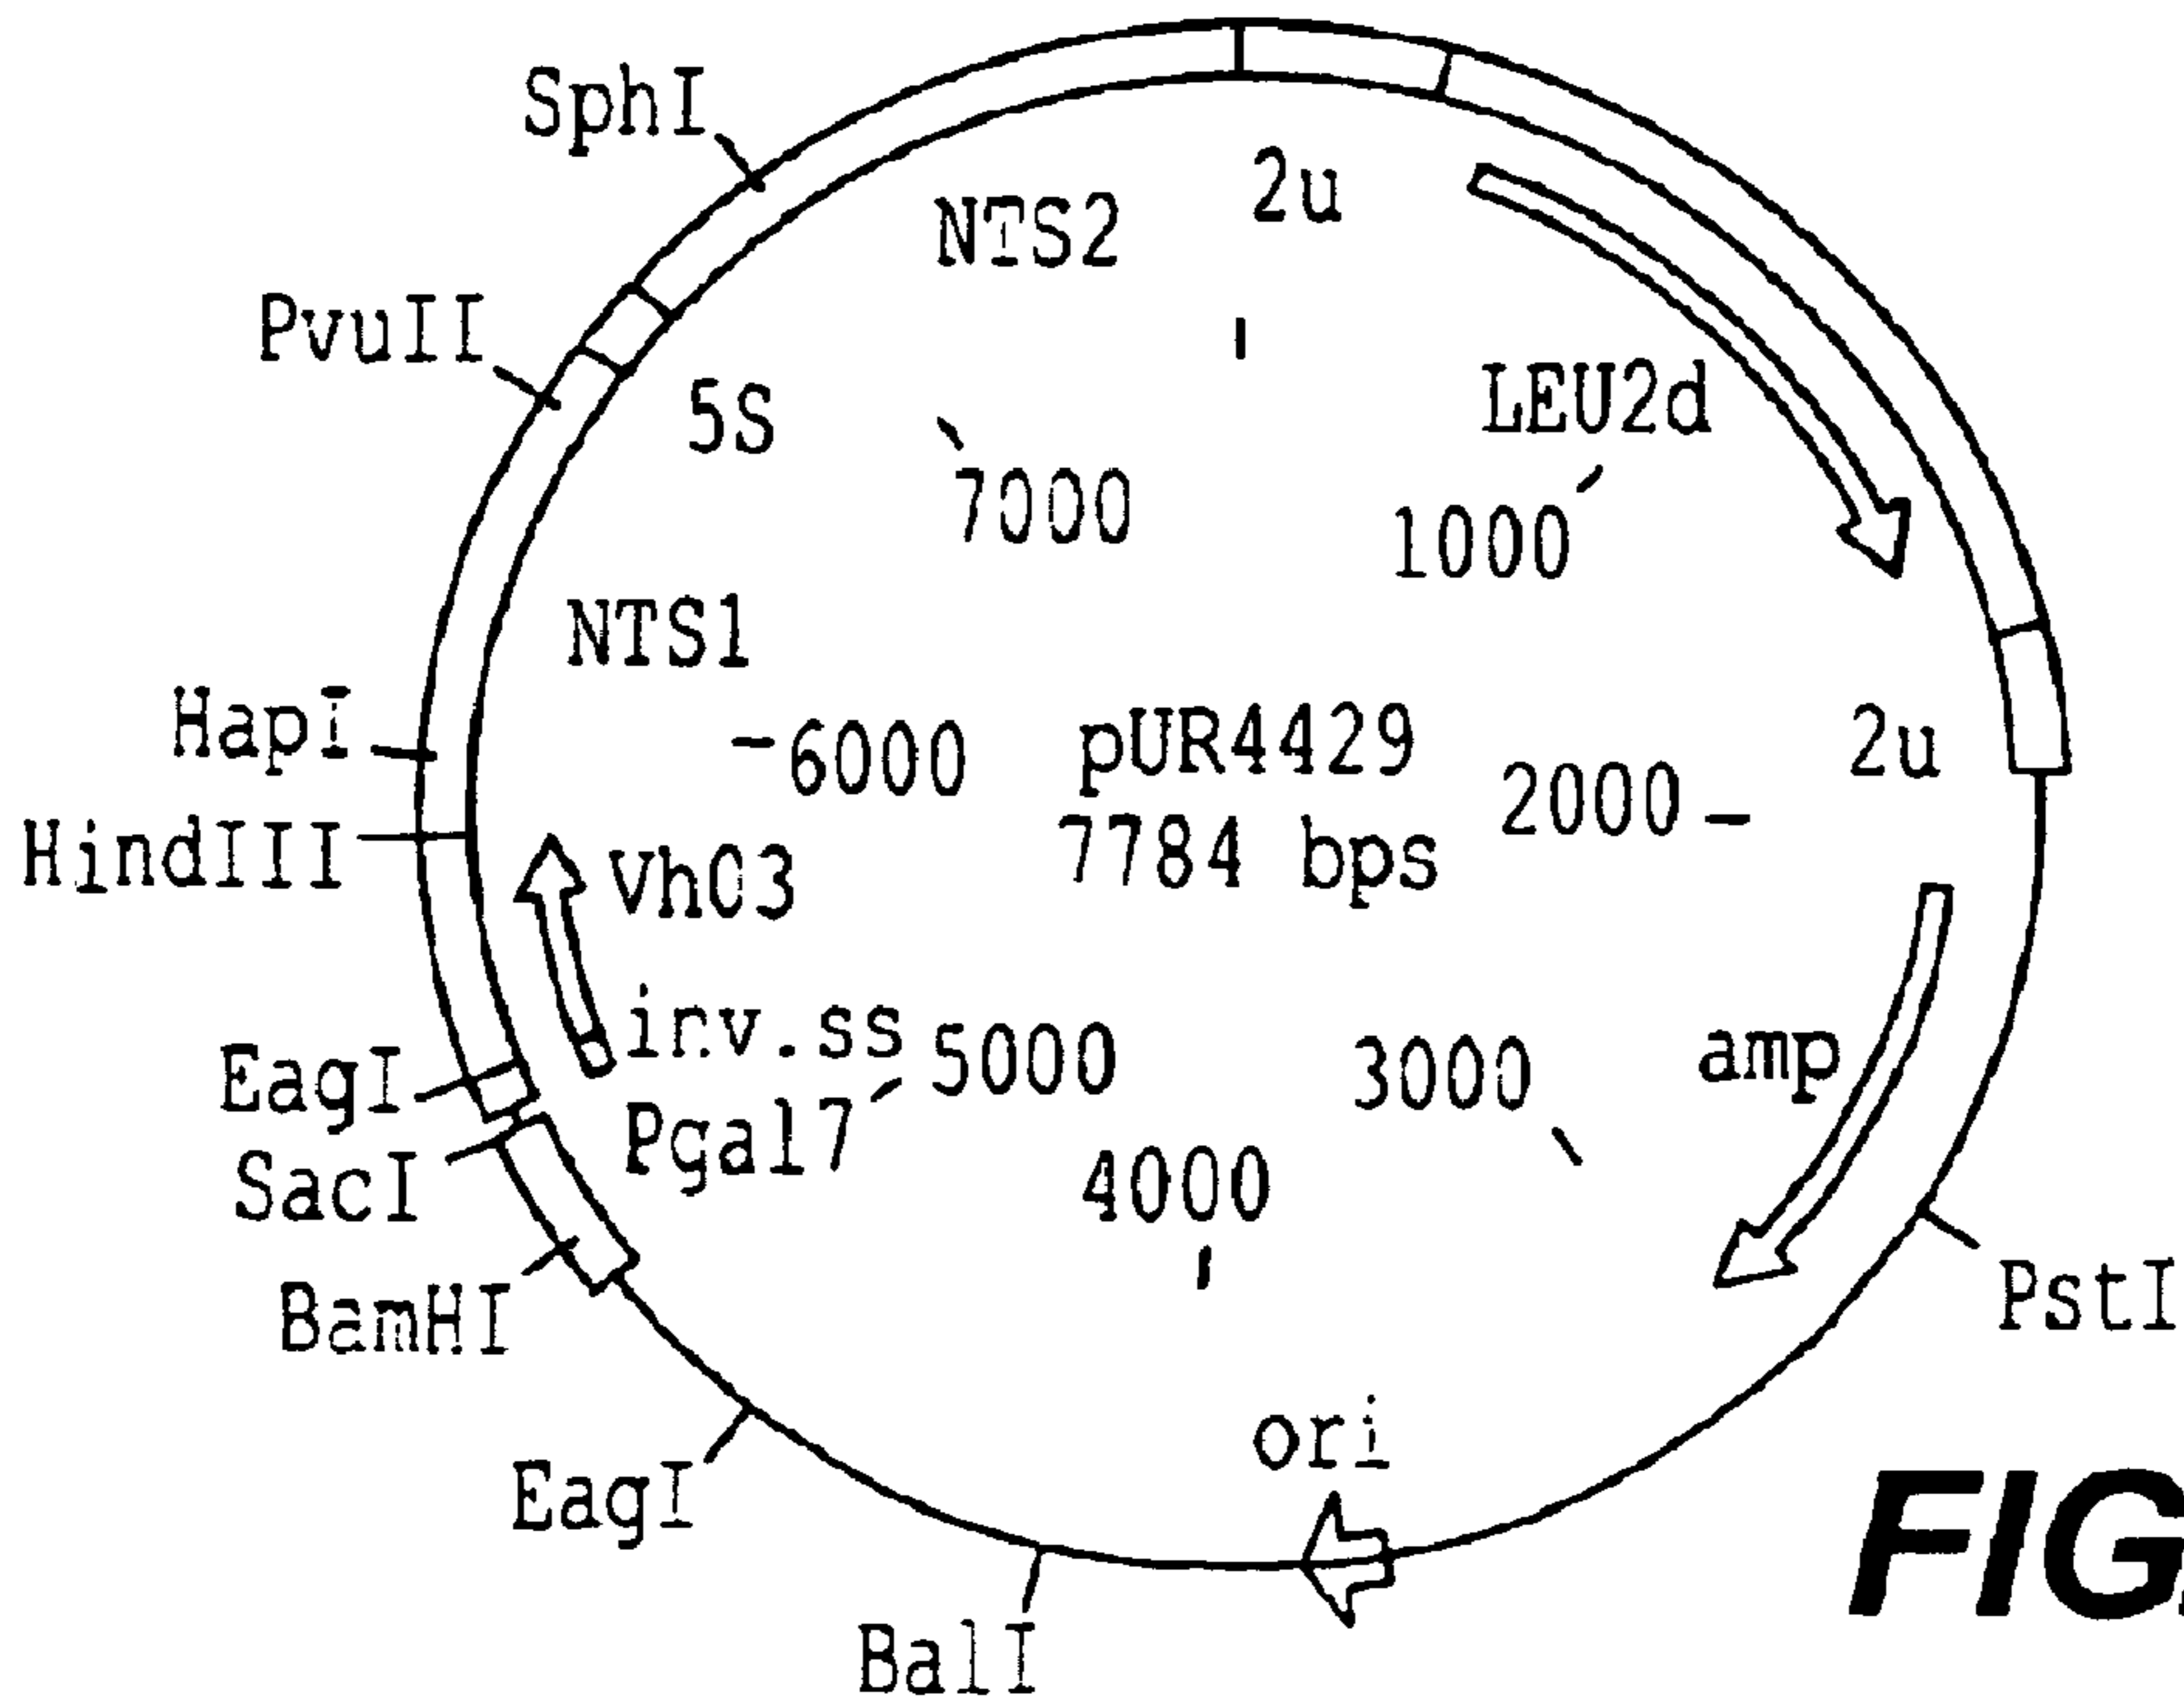 SphI
2u
NTS2
PvuII
LEU2d
5S
7000
1000
NTS1
HapI
6000
pUR4429
2u
2000
7784 bps
HindIII
Vh03
inv.ss
5000
3000
amp
EagI
Pgal7
SacI
4000
BamHI
PstI
ori
EagI
BalI
FIG